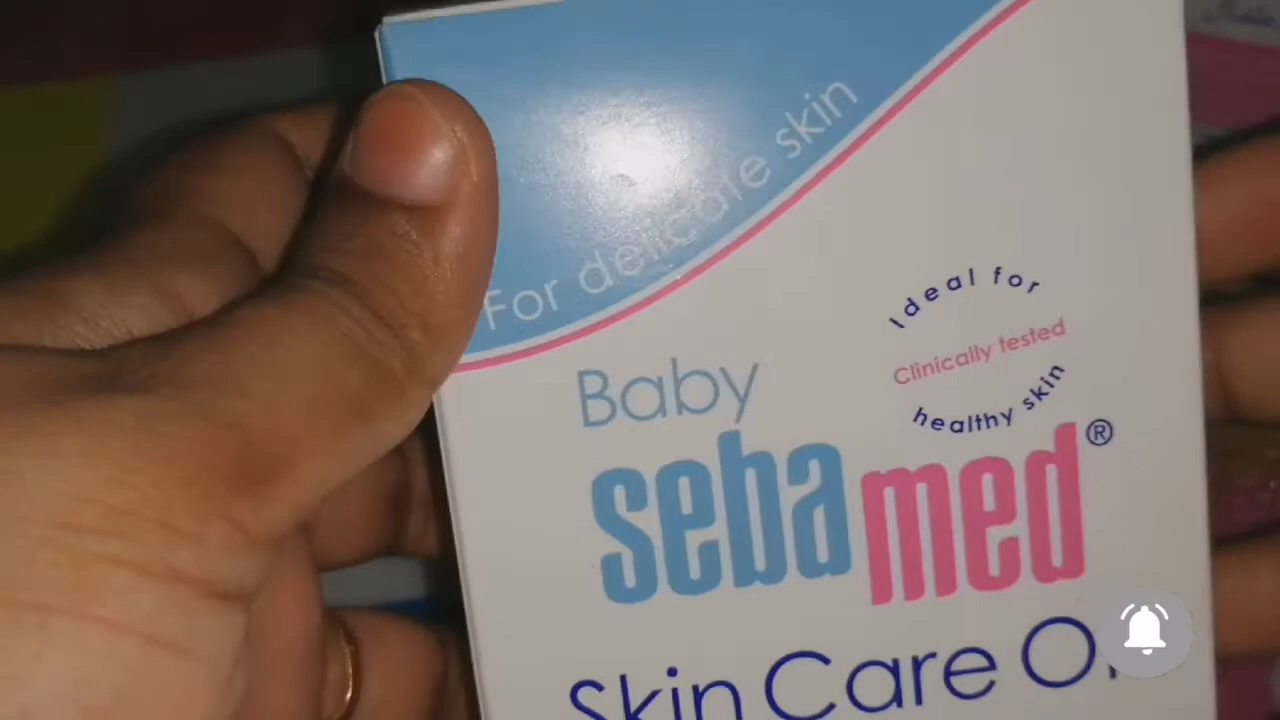 For delicate skin
Ideal for
Clinically tested
healthy skin
Baby
sebamed®
Skin Care